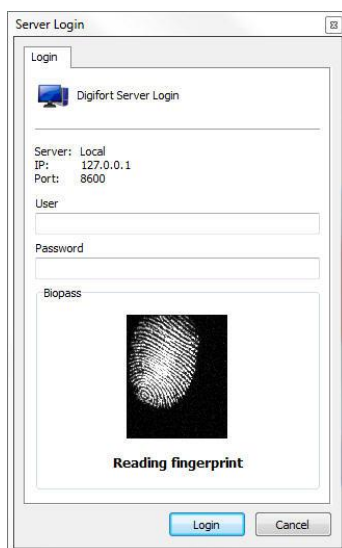 Server Login
Login
Digifort Server Login
Server: Local
IP: 127.0.0.1
Port: 8600
User
Password
Biopass
Reading fingerprint
Login Cancel